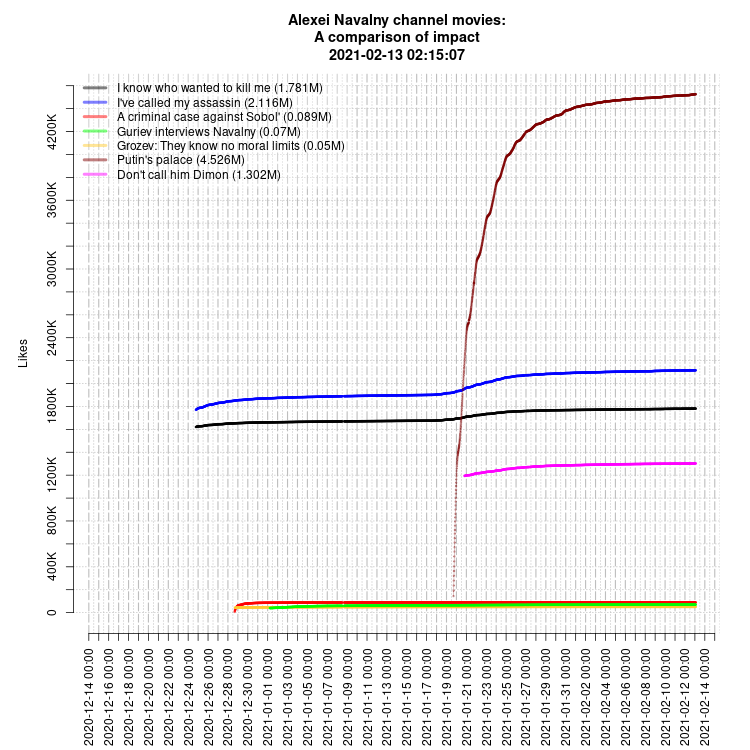 Alexei Navalny channel movies:
A comparison of impact
2021-02-13 02:15:07
I know who wanted to kill me (1.781M)
I've called my assassin (2.116M)
A criminal case against Sobol' (0.089M)
Guriev interviews Navalny (0.07M)
Grozev: They know no moral limits (0.05M)
Putin's palace (4.526M)
Don't call him Dimon (1.302M)
Likes
4200K
3600K
3000K
2400K
1800K
1200K
800K
400K
0
2020-12-14 00:00
2020-12-16 00:00
2020-12-18 00:00
2020-12-20 00:00
2020-12-22 00:00
2020-12-24 00:00
2020-12-26 00:00
2020-12-28 00:00
2020-12-30 00:00
2021-01-01 00:00
2021-01-03 00:00
2021-01-05 00:00
2021-01-07 00:00
2021-01-09 00:00
2021-01-11 00:00
2021-01-13 00:00
2021-01-15 00:00
2021-01-17 00:00
2021-01-19 00:00
2021-01-21 00:00
2021-01-23 00:00
2021-01-25 00:00
2021-01-27 00:00
2021-01-29 00:00
2021-01-31 00:00
2021-02-02 00:00
2021-02-04 00:00
2021-02-06 00:00
2021-02-08 00:00
2021-02-10 00:00
2021-02-12 00:00
2021-02-14 00:00